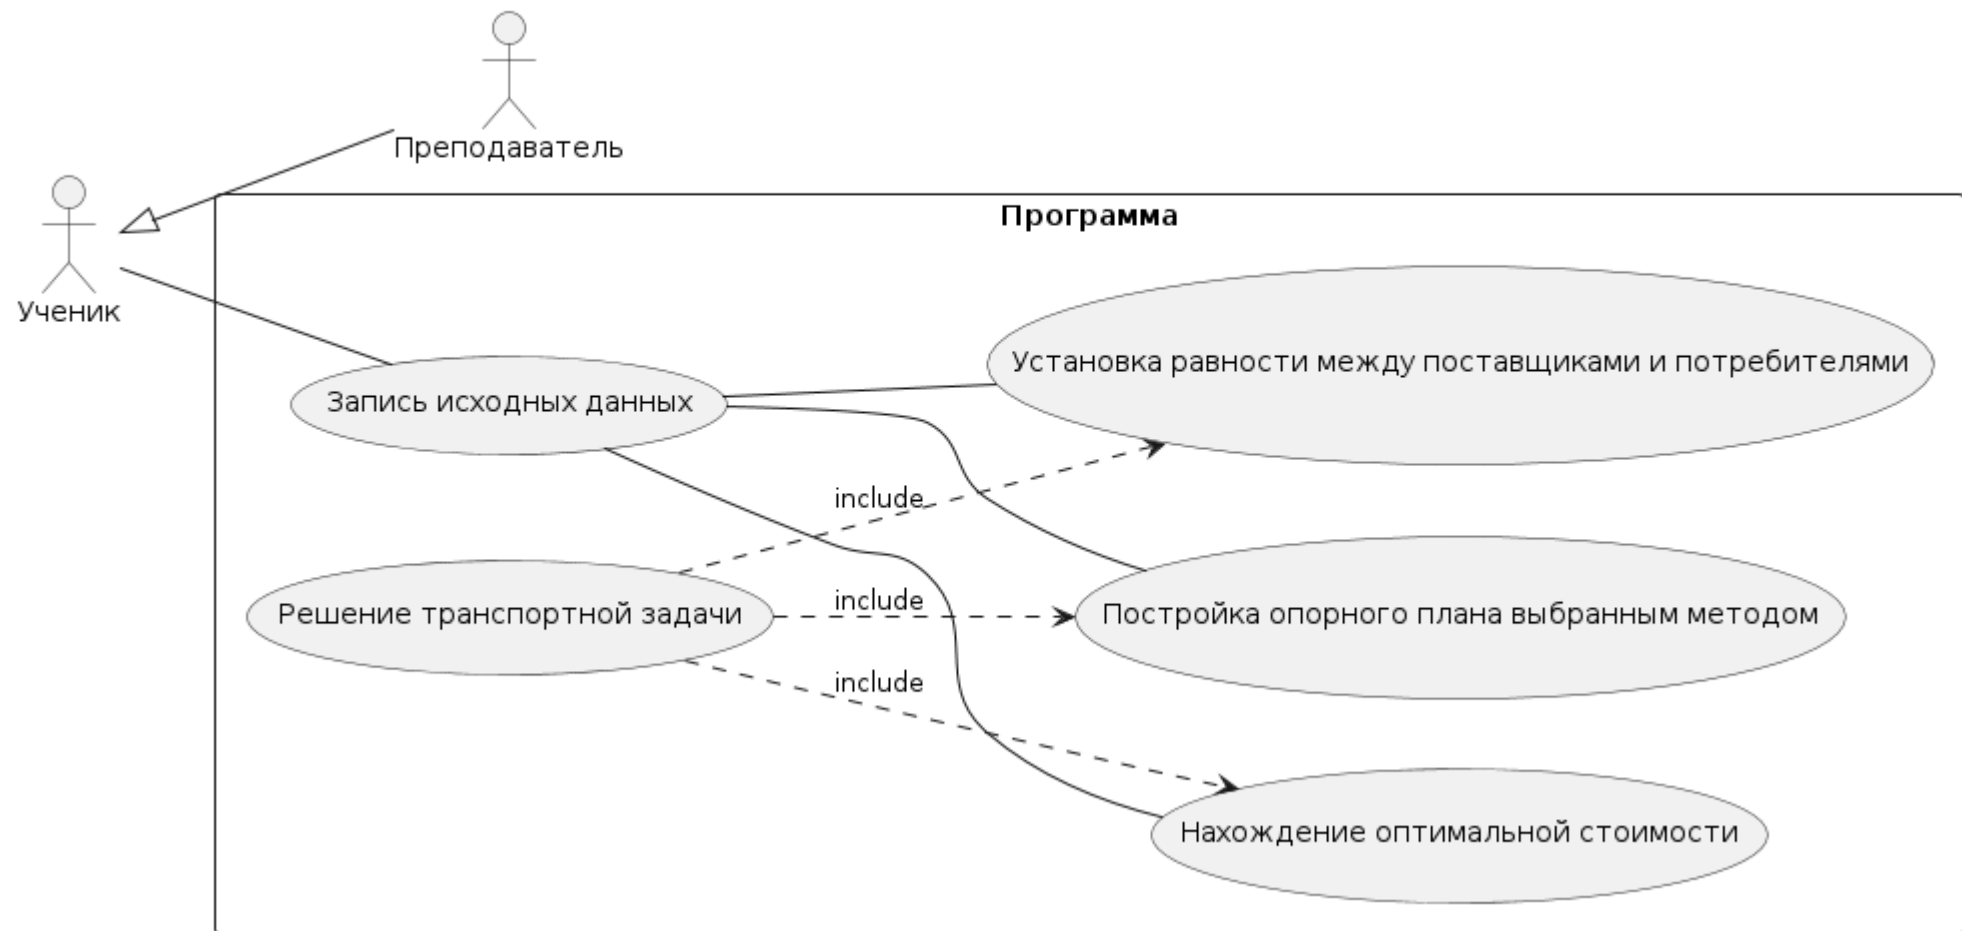 Преподаватель
Ученик
Программа
Установка равности между поставщиками и потребителями
Запись исходных данных
include
include
Решение транспортной задачи
Постройка опорного плана выбранным методом
include
Нахождение оптимальной стоимости